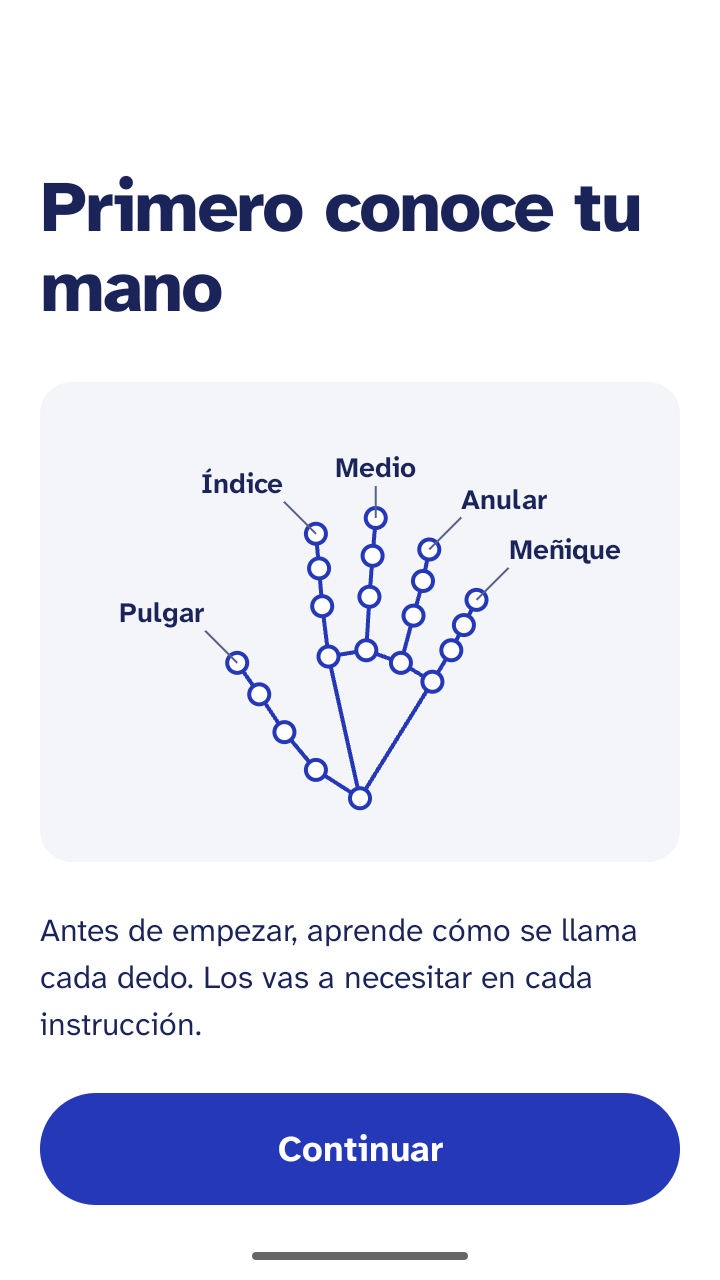 Primero conoce tu
mano
Medio
Índice
Anular
Meñique
Pulgar
Antes de empezar, aprende cómo se llama
cada dedo. Los vas a necesitar en cada
instrucción.
Continuar